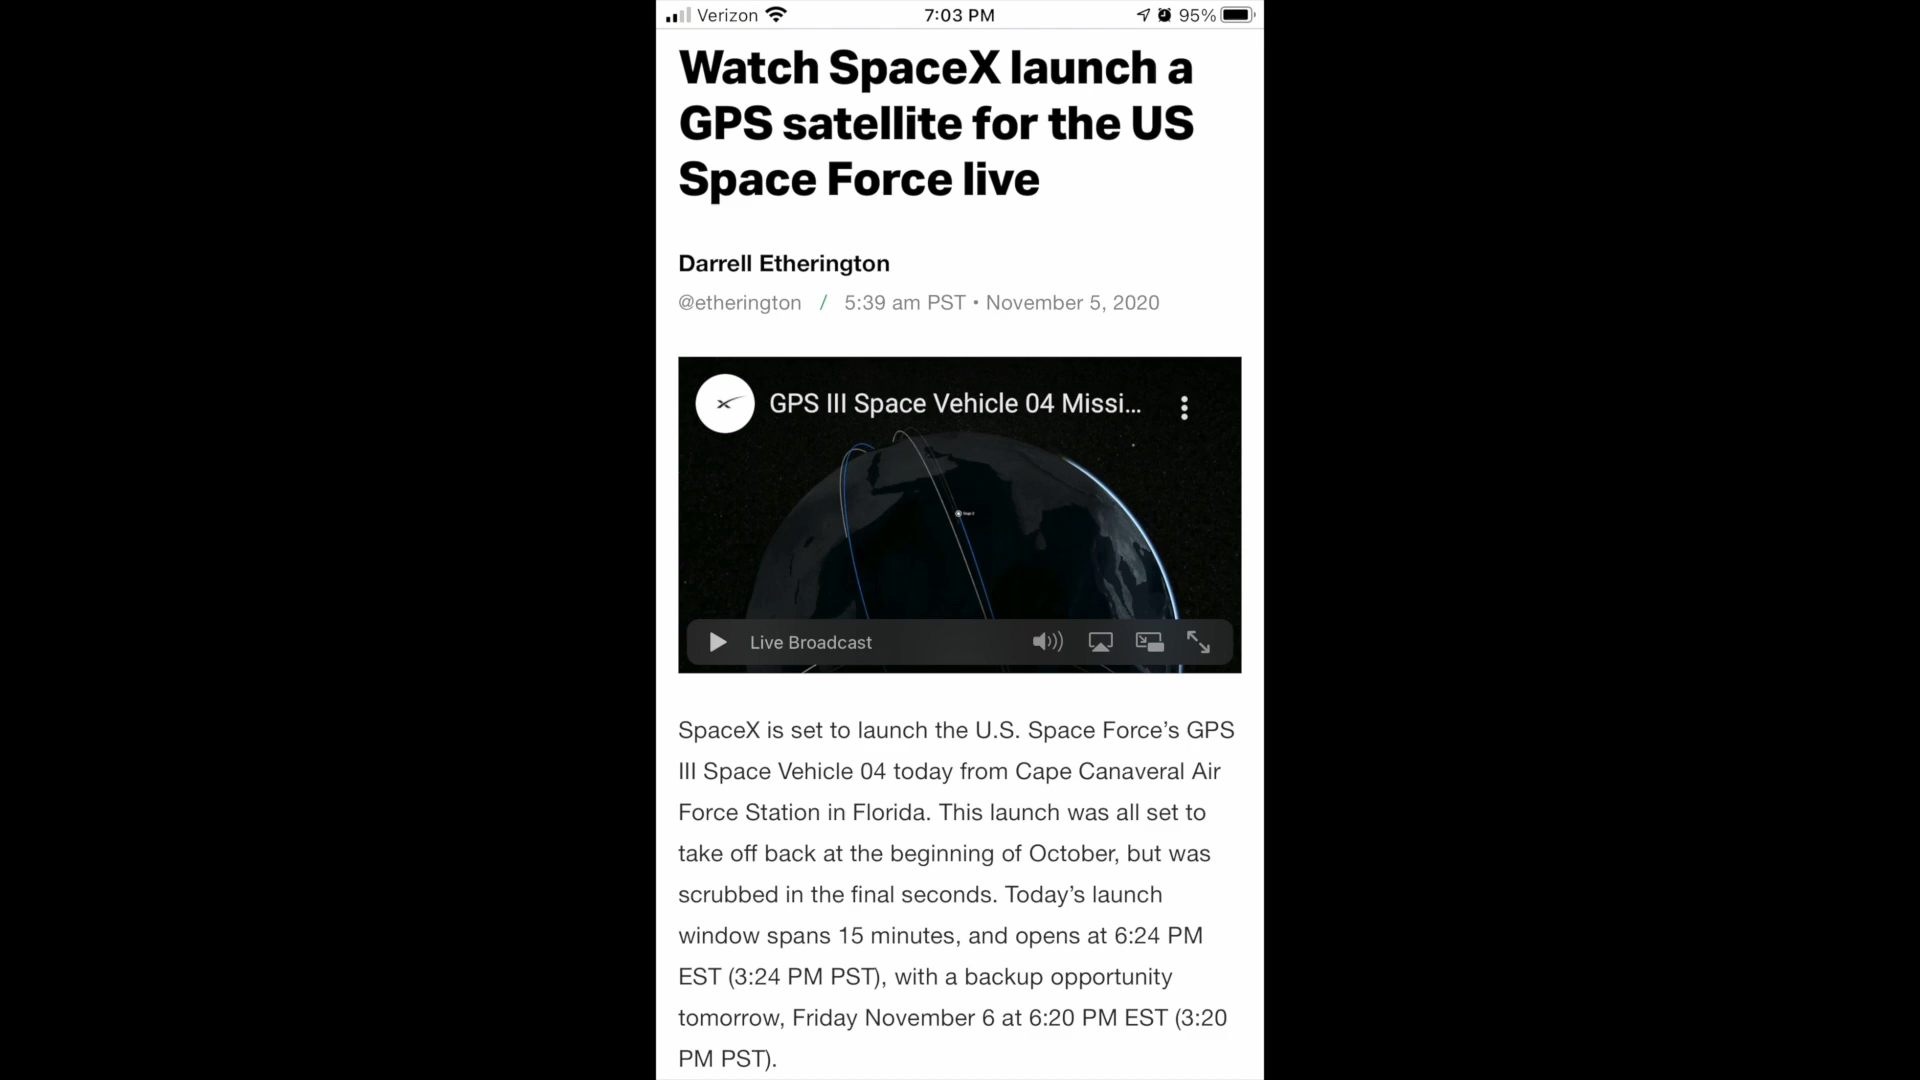 Verizon 7:03 PM 95%
Watch SpaceX launch a
GPS satellite for the US
Space Force live
Darrell Etherington
@etherington / 5:39 am PST • November 5, 2020
GPS III Space Vehicle 04 Missi...
Live Broadcast
SpaceX is set to launch the U.S. Space Force’s GPS
III Space Vehicle 04 today from Cape Canaveral Air
Force Station in Florida. This launch was all set to
take off back at the beginning of October, but was
scrubbed in the final seconds. Today’s launch
window spans 15 minutes, and opens at 6:24 PM
EST (3:24 PM PST), with a backup opportunity
tomorrow, Friday November 6 at 6:20 PM EST (3:20
PM PST).